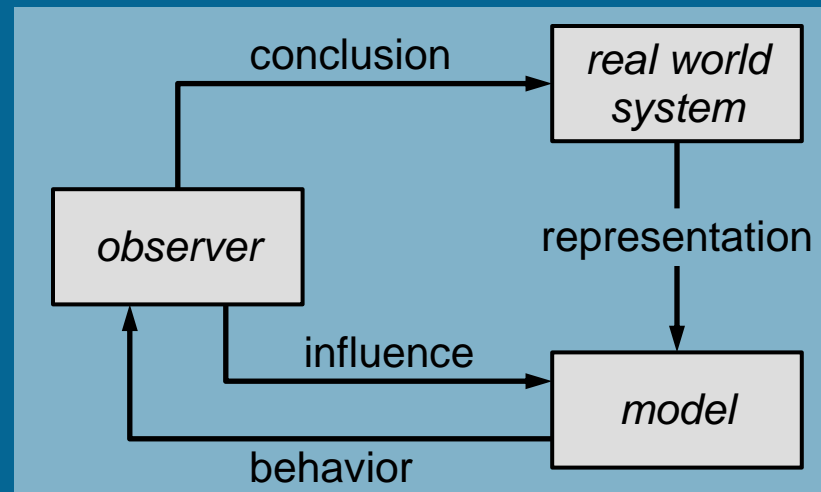 conclusion
real world
system
observer
representation
influence
model
behavior